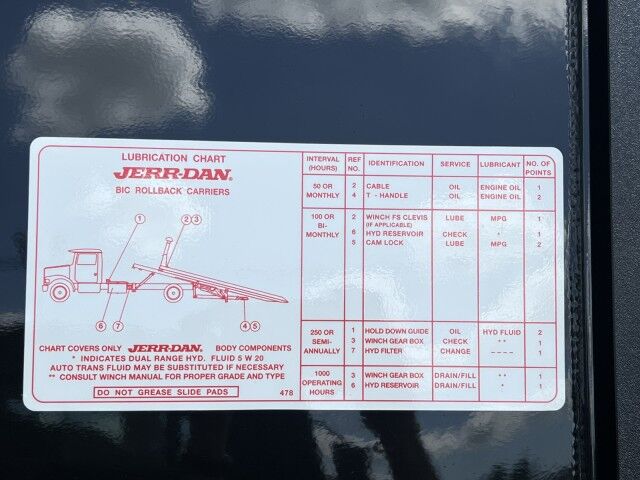 LUBRICATION CHART
JERR-DAN®
BIC ROLLBACK CARRIERS
1
2 3
6 7
4 5
CHART COVERS ONLY JERR-DAN® BODY COMPONENTS
* INDICATES DUAL RANGE HYD. FLUID 5 W 20
AUTO TRANS FLUID MAY BE SUBSTITUTED IF NECESSARY
** CONSULT WINCH MANUAL FOR PROPER GRADE AND TYPE
DO NOT GREASE SLIDE PADS
478
INTERVAL (HOURS) REF NO. IDENTIFICATION SERVICE LUBRICANT NO. OF POINTS
50 OR MONTHLY
2 CABLE OIL ENGINE OIL 1
4 T - HANDLE OIL ENGINE OIL 2
100 OR BI-MONTHLY
2 WINCH FS CLEVIS (IF APPLICABLE) LUBE MPG 1
6 HYD RESERVOIR CHECK * 1
5 CAM LOCK LUBE MPG 2
250 OR SEMI-ANNUALLY
1 HOLD DOWN GUIDE OIL HYD FLUID 2
3 WINCH GEAR BOX CHECK ** 1
7 HYD FILTER CHANGE ---- 1
1000 OPERATING HOURS
3 WINCH GEAR BOX DRAIN/FILL ** 1
6 HYD RESERVOIR DRAIN/FILL * 1